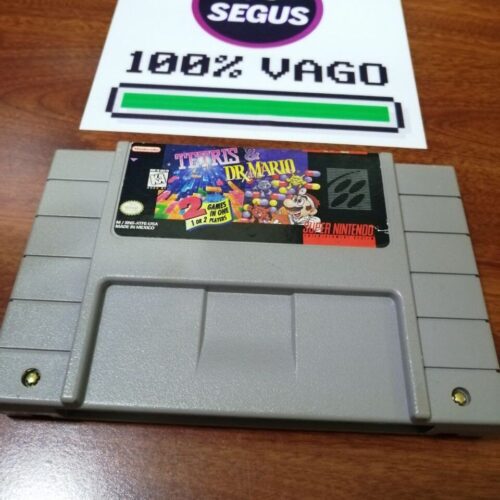 SEGUS
100% VAGO
Nintendo
TETRIS &
DR. MARIO
2 GAMES
IN ONE
1 OR 2 PLAYERS
MADE IN MEXICO
SUPER NINTENDO